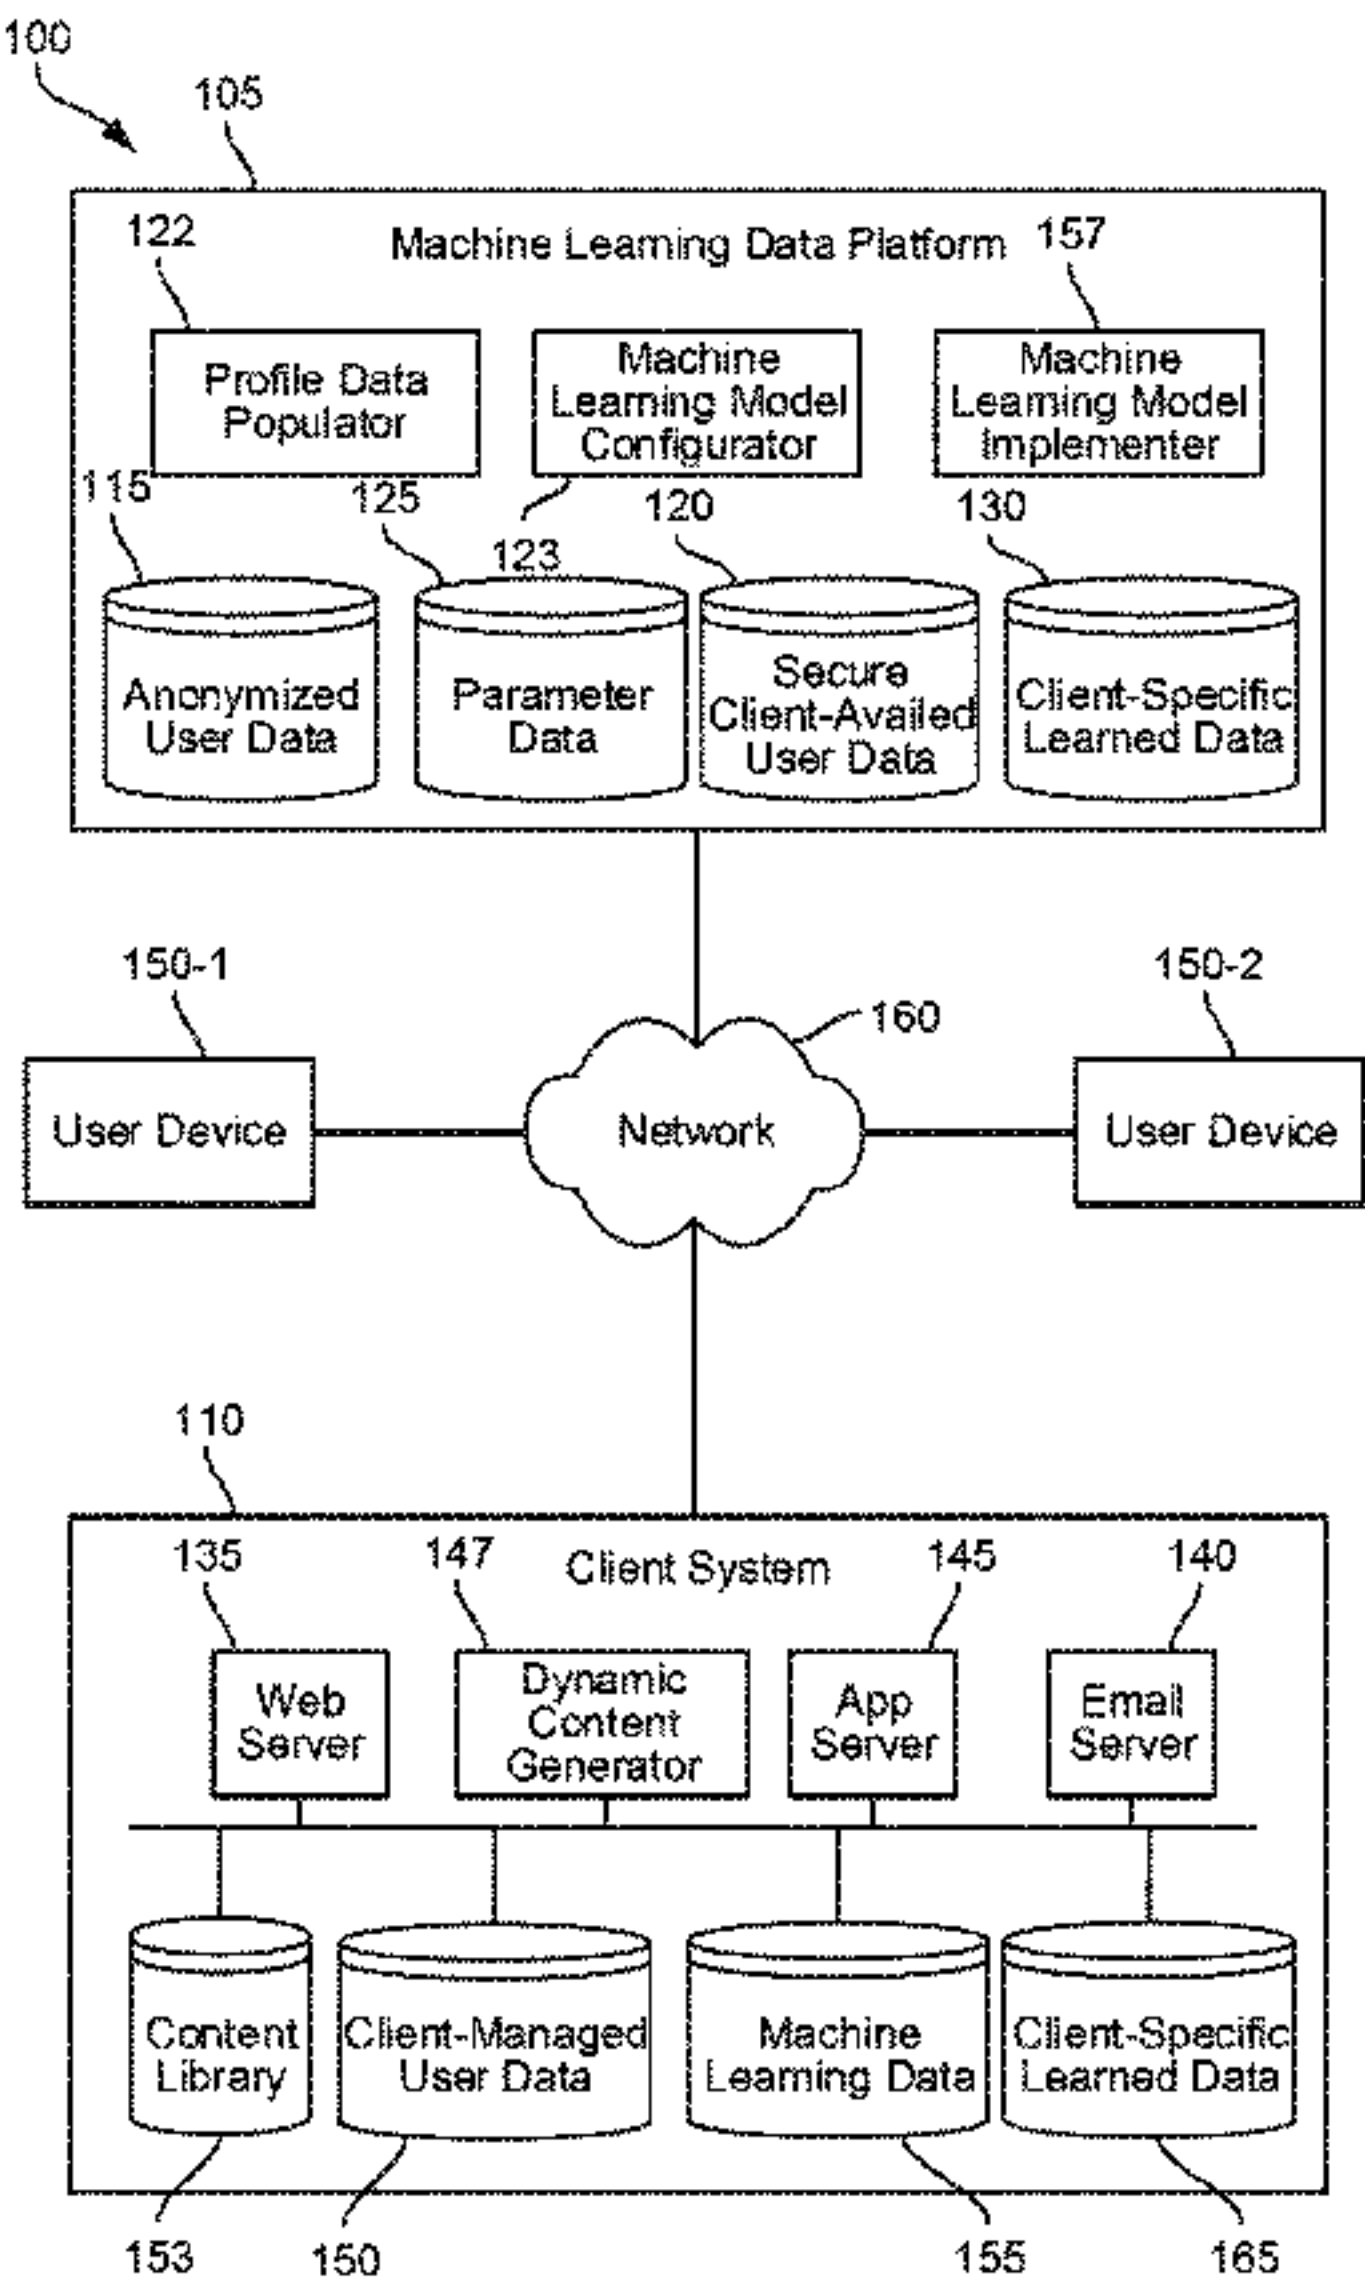 100
105
122
Machine Learning Data Platform
157
Profile Data
Populator
Machine
Learning Model
Configurator
Machine
Learning Model
Implementer
115
125
123
120
130
Anonymized
User Data
Parameter
Data
Secure
Client-Availed
User Data
Client-Specific
Learned Data
150-1
160
150-2
User Device
Network
User Device
110
135
147
Client System
145
140
Web
Server
Dynamic
Content
Generator
App
Server
Email
Server
Content
Library
Client-Managed
User Data
Machine
Learning Data
Client-Specific
Learned Data
153
150
155
165